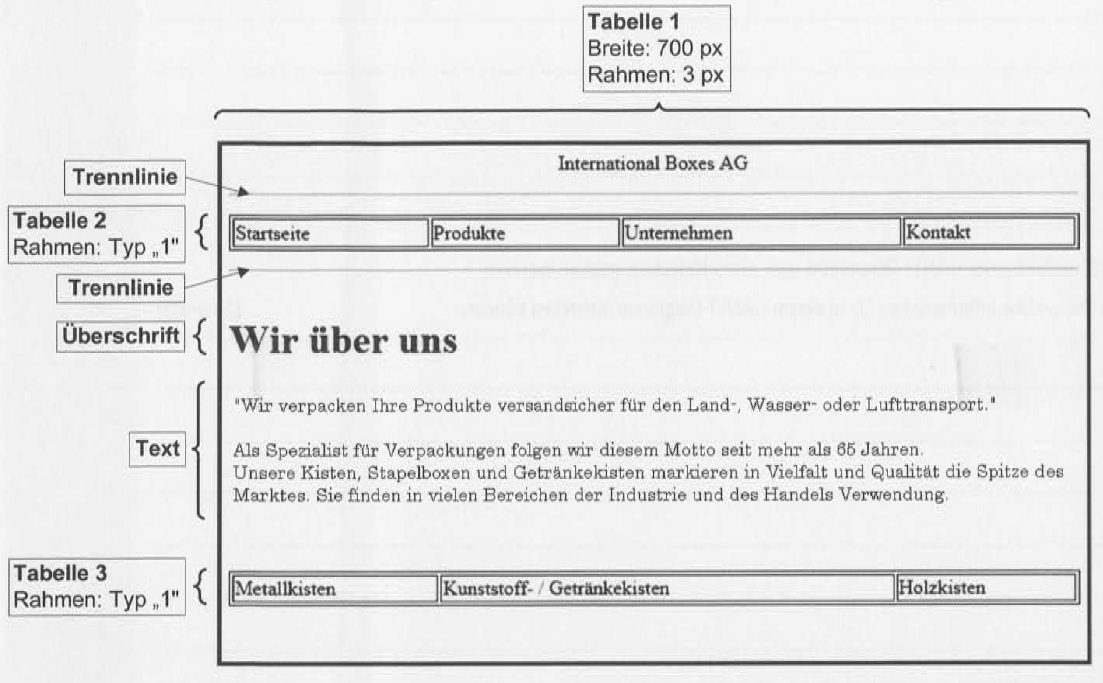 Tabelle 1
Breite: 700 px
Rahmen: 3 px
International Boxes AG
Trennlinie
Tabelle 2
Rahmen: Typ „1"
Startseite Produkte Unternehmen Kontakt
Trennlinie
Überschrift
Wir über uns
Text
"Wir verpacken Ihre Produkte versandsicher für den Land-, Wasser- oder Lufttransport."
Als Spezialist für Verpackungen folgen wir diesem Motto seit mehr als 65 Jahren.
Unsere Kisten, Stapelboxen und Getränkekisten markieren in Vielfalt und Qualität die Spitze des
Marktes. Sie finden in vielen Bereichen der Industrie und des Handels Verwendung.
Tabelle 3
Rahmen: Typ „1"
Metallkisten Kunststoff- / Getränkekisten Holzkisten